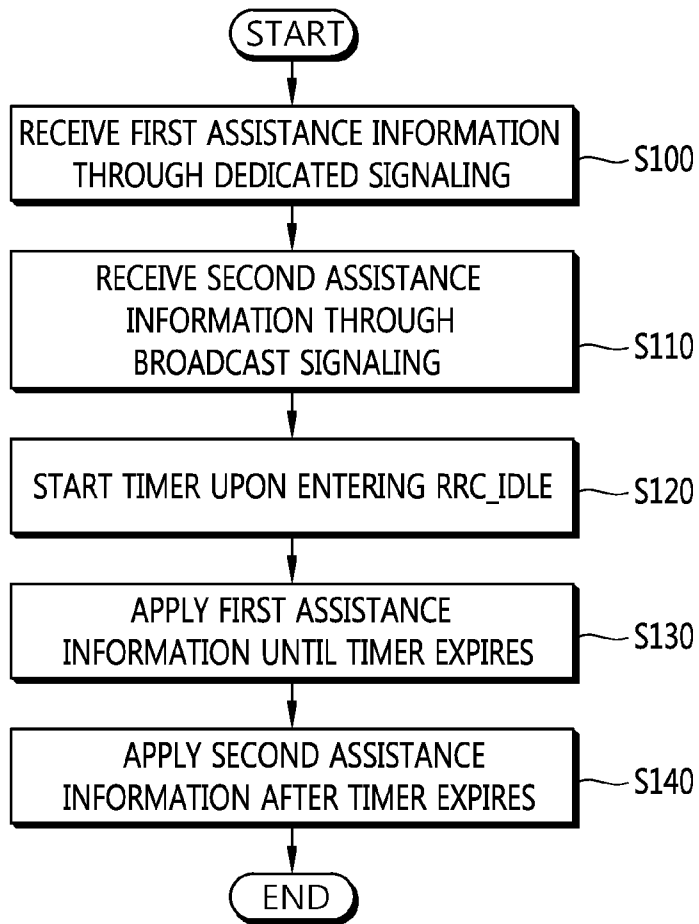 START
RECEIVE FIRST ASSISTANCE INFORMATION
THROUGH DEDICATED SIGNALING
S100
RECEIVE SECOND ASSISTANCE
INFORMATION THROUGH
BROADCAST SIGNALING
S110
START TIMER UPON ENTERING RRC_IDLE
S120
APPLY FIRST ASSISTANCE
INFORMATION UNTIL TIMER EXPIRES
S130
APPLY SECOND ASSISTANCE
INFORMATION AFTER TIMER EXPIRES
S140
END